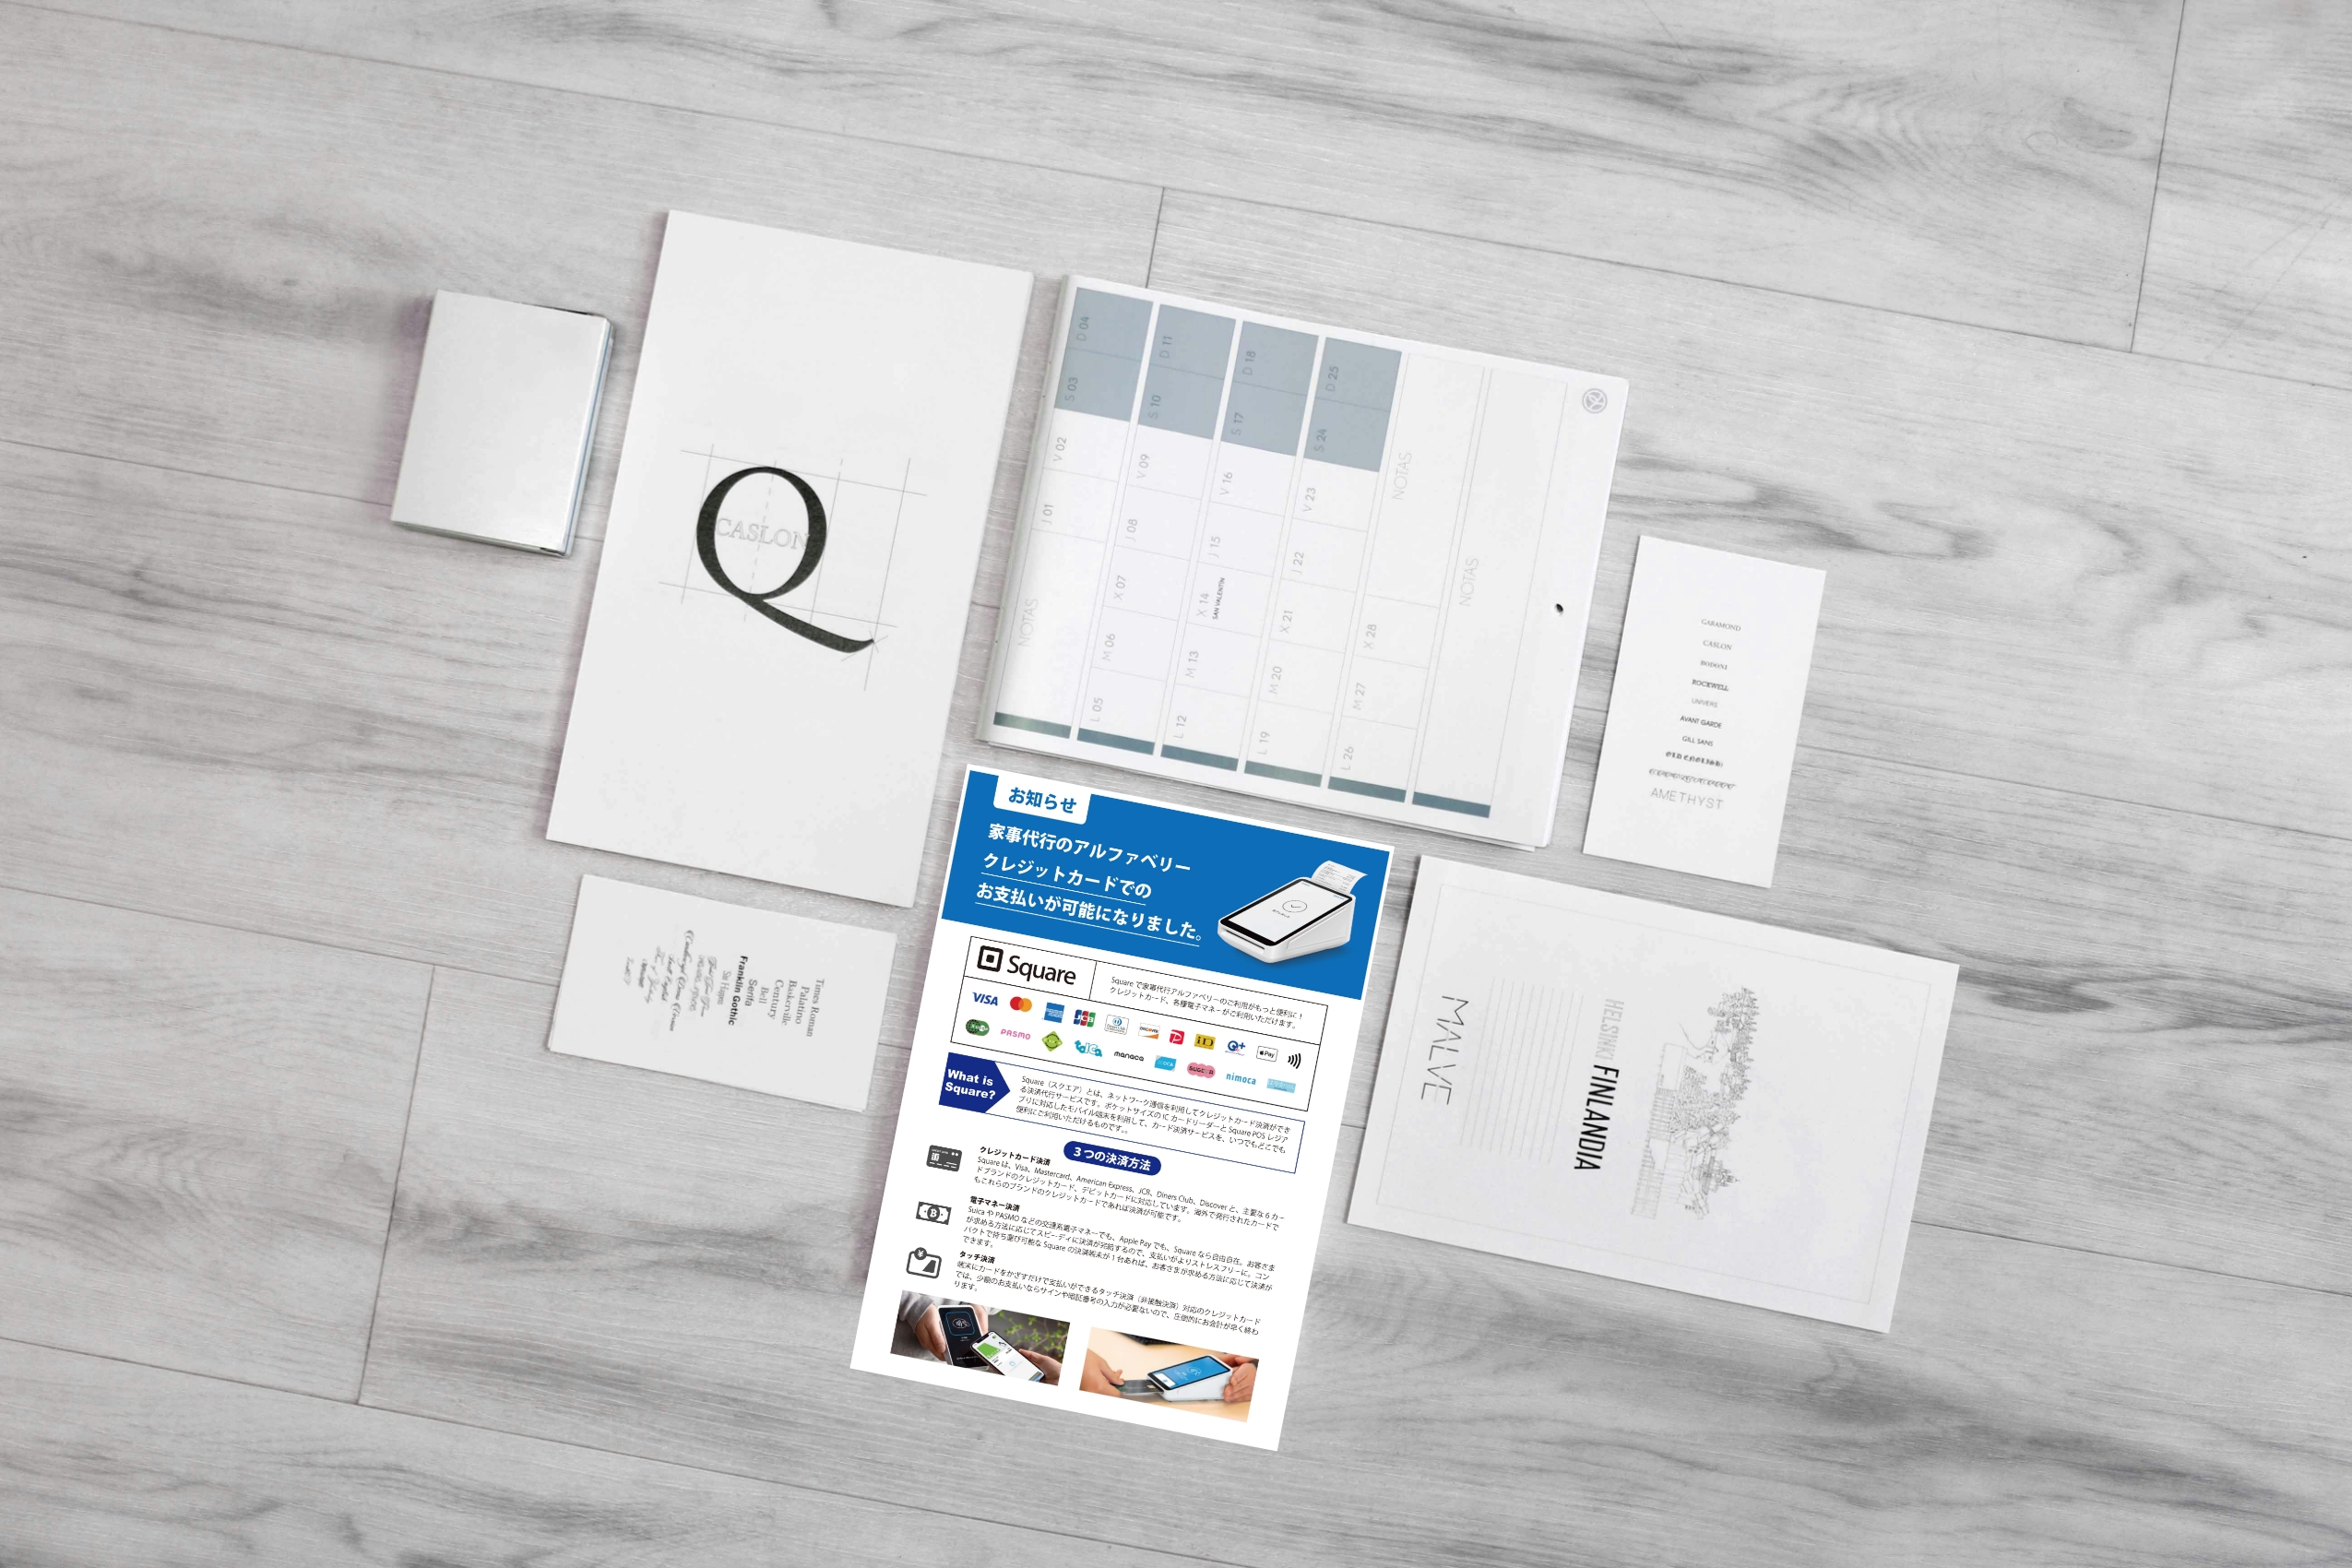 CASLON
D 04
S 03
V 02
J 01
NOTAS
D 11
S 10
V 09
J 08
X 07
M 06
L 05
D 18
S 17
V 16
J 15
X 14
SAN VALENTIN
M 13
L 12
D 25
S 24
V 23
J 22
X 21
M 20
L 19
NOTAS
X 28
M 27
L 26
NOTAS
GARAMOND
CASLON
BODONI
ROCKWELL
UNIVERS
AVANT GARDE
GILL SANS
AMETHYST
Times Roman
Palatino
Baskerville
Century
Bell
Serifa
Franklin Gothic
お知らせ
家事代行のアルファベリー
クレジットカードでの
お支払いが可能になりました。
Square
Square で家事代行アルファベリーのご利用がもっと便利に！
クレジットカード、各種電子マネーがご利用いただけます。
VISA
JCB
DISCOVER
iD
Pay
PASMO
manaca
SUGOCA
nimoca
What is
Square?
Square（スクエア）とは、ネットワーク通信を利用してクレジットカード決済ができ
る決済代行サービスです。ポケットサイズの IC カードリーダーと Square POS レジア
プリに対応したモバイル端末を利用して、カード決済サービスを、いつでもどこでも
便利にご利用いただけるものです。。
3 つの決済方法
クレジットカード決済
Square は、Visa、Mastercard、American Express、JCB、Diners Club、Discover と、主要な 6 カー
ドブランドのクレジットカード、デビットカードに対応しています。海外で発行されたカードで
もこれらのブランドのクレジットカードであれば決済が可能です。
電子マネー決済
Suica や PASMO などの交通系電子マネーでも、Apple Pay でも、Square なら自由自在。お客さま
が求める方法に応じてスピーディに決済が完結するので、支払いがよりストレスフリーに。コン
パクトで持ち運び可能な Square の決済端末が 1 台あれば、お客さまが求める方法に応じて決済が
できます。
タッチ決済
端末にカードをかざすだけで支払いができるタッチ決済（非接触決済）対応のクレジットカード
では、少額のお支払いならサインや暗証番号の入力が必要ないので、圧倒的にお会計が早く終わ
ります。
MALVE
HELSINKI FINLANDIA